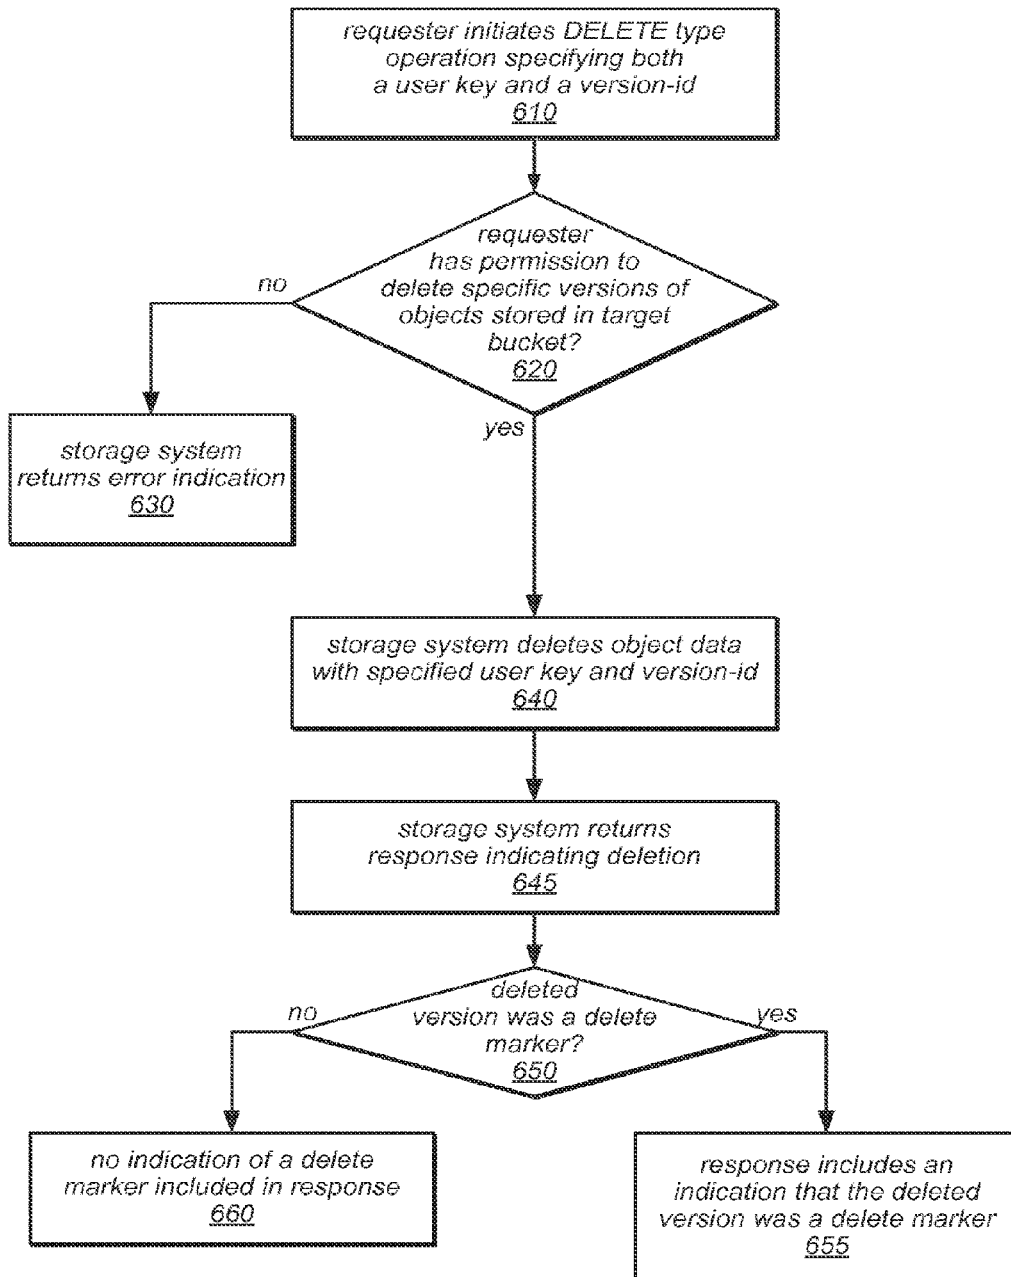 requester initiates DELETE type
operation specifying both
a user key and a version-id
610
requester
has permission to
delete specific versions of
objects stored in target
bucket?
620
no
yes
storage system
returns error indication
630
storage system deletes object data
with specified user key and version-id
640
storage system returns
response indicating deletion
645
deleted
version was a delete
marker?
650
no
yes
no indication of a delete
marker included in response
660
response includes an
indication that the deleted
version was a delete marker
655